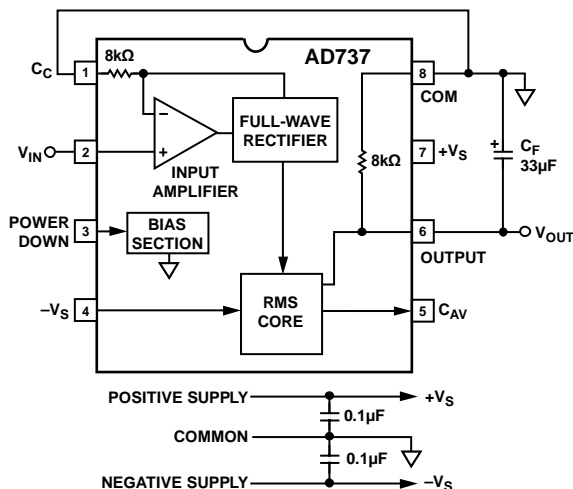 AD737
8kΩ
CC
1
8
COM
FULL-WAVE
RECTIFIER
8kΩ
CF
33µF
+
VIN
2
–
+
INPUT
AMPLIFIER
7
+VS
POWER
DOWN
3
BIAS
SECTION
6
OUTPUT
VOUT
–VS
4
RMS
CORE
5
CAV
POSITIVE SUPPLY
+VS
0.1µF
COMMON
0.1µF
NEGATIVE SUPPLY
–VS